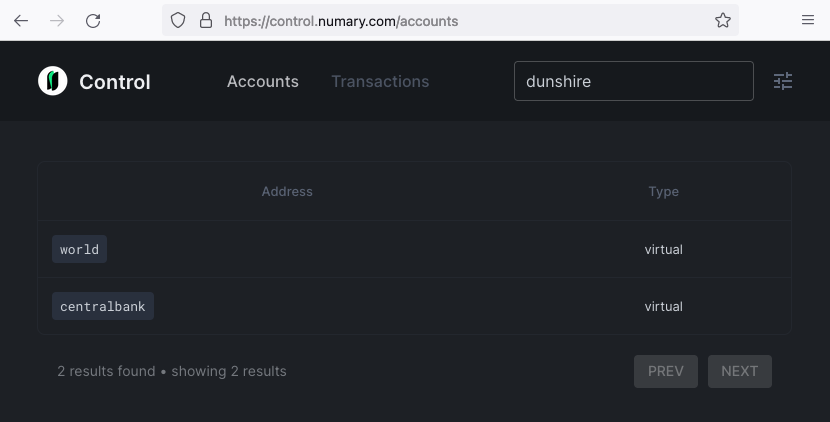 https://control.numary.com/accounts
Control Accounts Transactions dunshire
Address Type
world virtual
centralbank virtual
2 results found • showing 2 results PREV NEXT